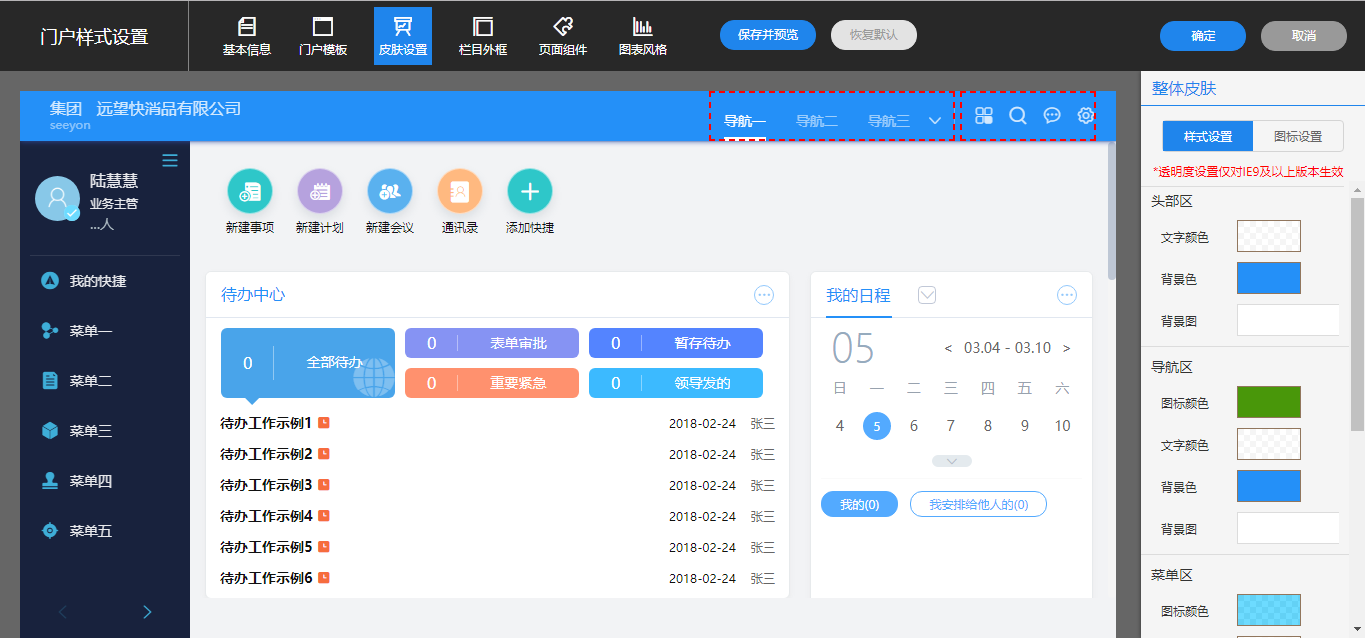 门户样式设置
基本信息
门户模板
皮肤设置
栏目外框
页面组件
图表风格
保存并预览
恢复默认
确定
取消
集团 远望快消品有限公司
seeyon
导航一
导航二
导航三
陆慧慧
业务主管
...人
我的快捷
菜单一
菜单二
菜单三
菜单四
菜单五
新建事项
新建计划
新建会议
通讯录
添加快捷
待办中心
0 全部待办
0 表单审批
0 暂存待办
0 重要紧急
0 领导发的
待办工作示例1 2018-02-24 张三
待办工作示例2 2018-02-24 张三
待办工作示例3 2018-02-24 张三
待办工作示例4 2018-02-24 张三
待办工作示例5 2018-02-24 张三
待办工作示例6 2018-02-24 张三
我的日程
05
< 03.04 - 03.10 >
日 一 二 三 四 五 六
4 5 6 7 8 9 10
我的(0)
我安排给他人的(0)
整体皮肤
样式设置
图标设置
*透明度设置仅对IE9及以上版本生效
头部区
文字颜色
背景色
背景图
导航区
图标颜色
文字颜色
背景色
背景图
菜单区
图标颜色